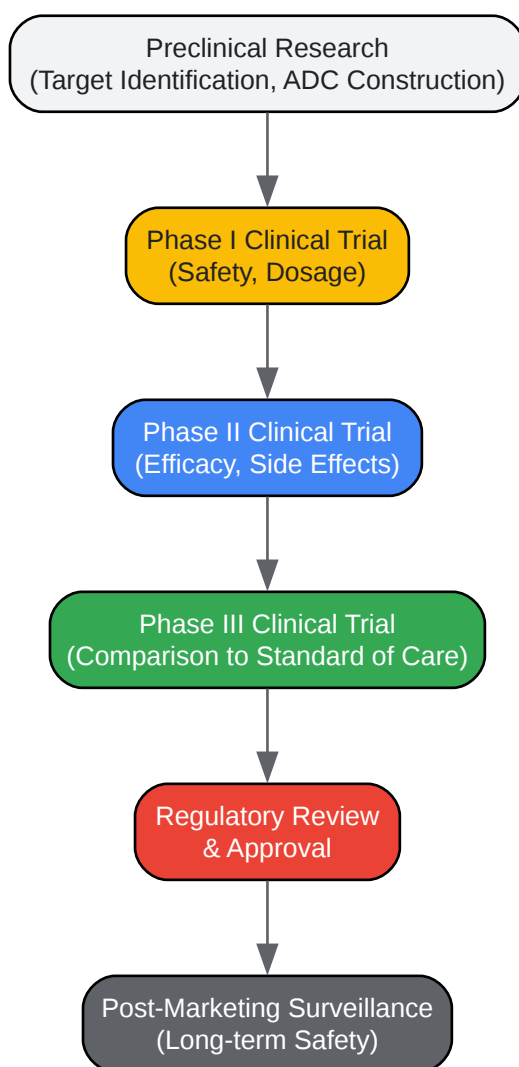 Preclinical Research
(Target Identification, ADC Construction)
Phase I Clinical Trial
(Safety, Dosage)
Phase II Clinical Trial
(Efficacy, Side Effects)
Phase III Clinical Trial
(Comparison to Standard of Care)
Regulatory Review
& Approval
Post-Marketing Surveillance
(Long-term Safety)